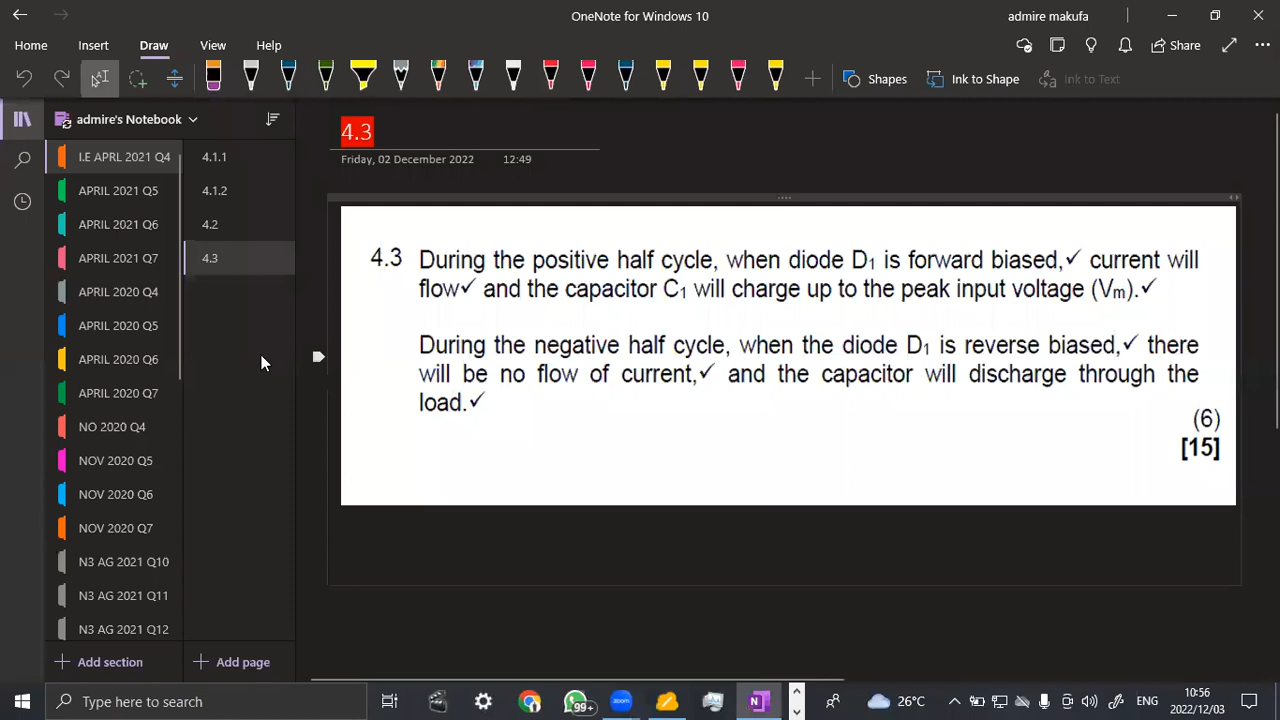 OneNote for Windows 10
admire makufa
Home
Insert
Draw
View
Help
Share
Shapes
Ink to Shape
Ink to Text
admire's Notebook
I.E APRL 2021 Q4
APRIL 2021 Q5
APRIL 2021 Q6
APRIL 2021 Q7
APRIL 2020 Q4
APRIL 2020 Q5
APRIL 2020 Q6
APRIL 2020 Q7
NO 2020 Q4
NOV 2020 Q5
NOV 2020 Q6
NOV 2020 Q7
N3 AG 2021 Q10
N3 AG 2021 Q11
N3 AG 2021 Q12
Add section
4.1.1
4.1.2
4.2
4.3
Add page
4.3
Friday, 02 December 2022 12:49
4.3 During the positive half cycle, when diode D1 is forward biased,✓ current will
flow✓ and the capacitor C1 will charge up to the peak input voltage (Vm).✓
During the negative half cycle, when the diode D1 is reverse biased,✓ there
will be no flow of current,✓ and the capacitor will discharge through the
load.✓
(6)
[15]
Type here to search
99+
zoom
N
26°C
ENG
10:56
2022/12/03